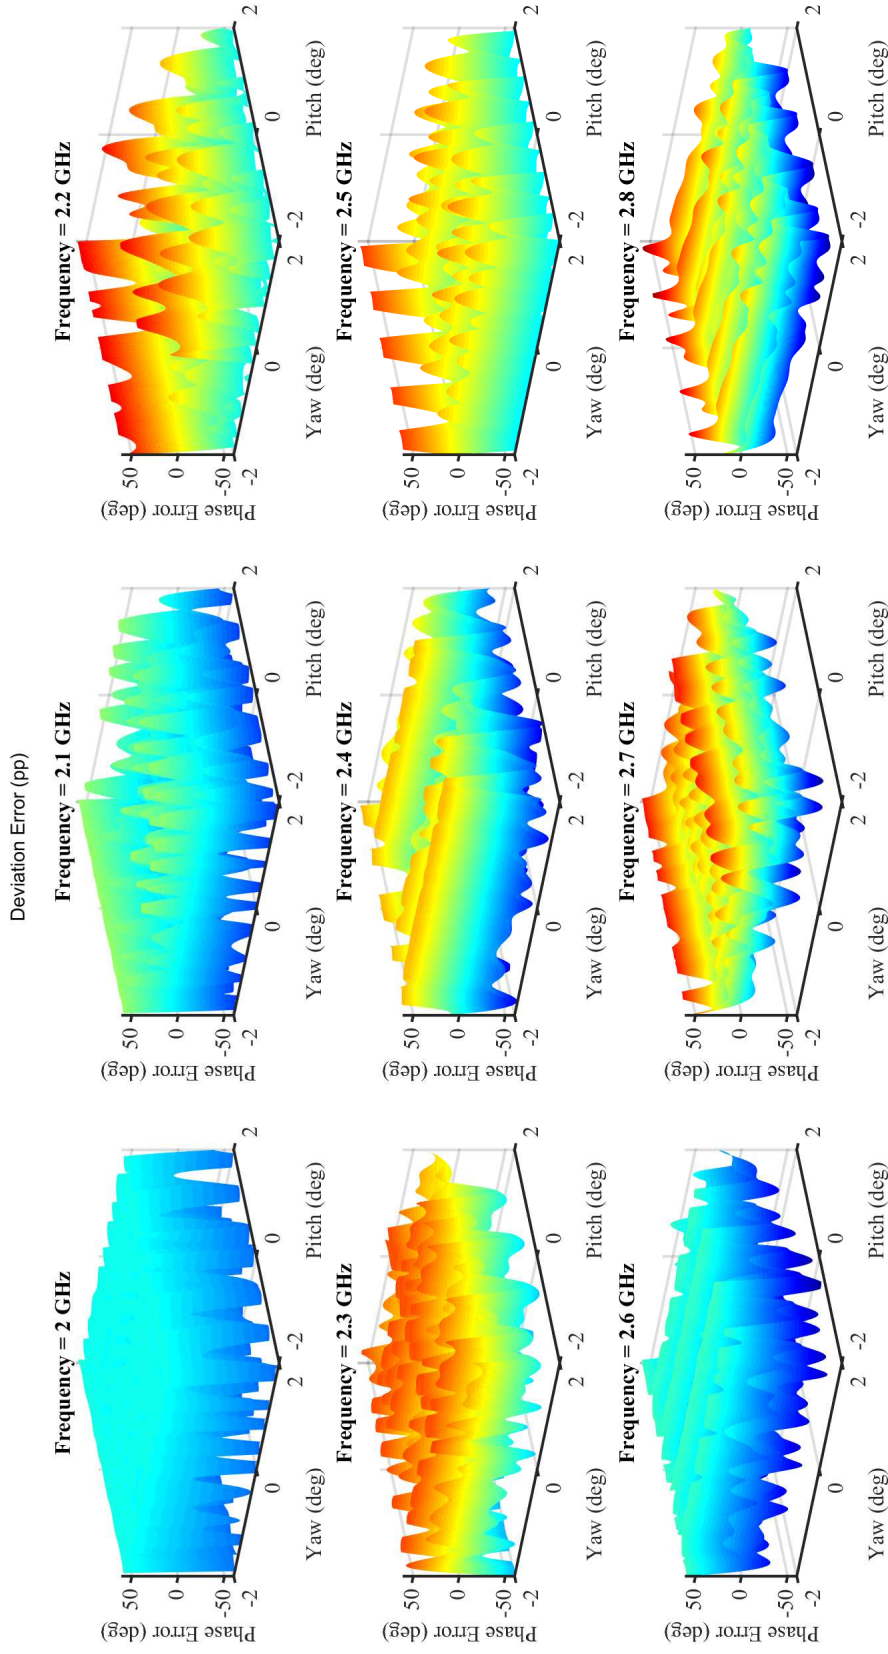 Deviation Error (pp)
Frequency = 2 GHz
Phase Error (deg)
50
0
-50
-2
0
2
Yaw (deg)
-2
0
2
Pitch (deg)
Frequency = 2.1 GHz
Phase Error (deg)
50
0
-50
-2
0
2
Yaw (deg)
-2
0
2
Pitch (deg)
Frequency = 2.2 GHz
Phase Error (deg)
50
0
-50
-2
0
2
Yaw (deg)
-2
0
2
Pitch (deg)
Frequency = 2.3 GHz
Phase Error (deg)
50
0
-50
-2
0
2
Yaw (deg)
-2
0
2
Pitch (deg)
Frequency = 2.4 GHz
Phase Error (deg)
50
0
-50
-2
0
2
Yaw (deg)
-2
0
2
Pitch (deg)
Frequency = 2.5 GHz
Phase Error (deg)
50
0
-50
-2
0
2
Yaw (deg)
-2
0
2
Pitch (deg)
Frequency = 2.6 GHz
Phase Error (deg)
50
0
-50
-2
0
2
Yaw (deg)
-2
0
2
Pitch (deg)
Frequency = 2.7 GHz
Phase Error (deg)
50
0
-50
-2
0
2
Yaw (deg)
-2
0
2
Pitch (deg)
Frequency = 2.8 GHz
Phase Error (deg)
50
0
-50
-2
0
2
Yaw (deg)
-2
0
2
Pitch (deg)